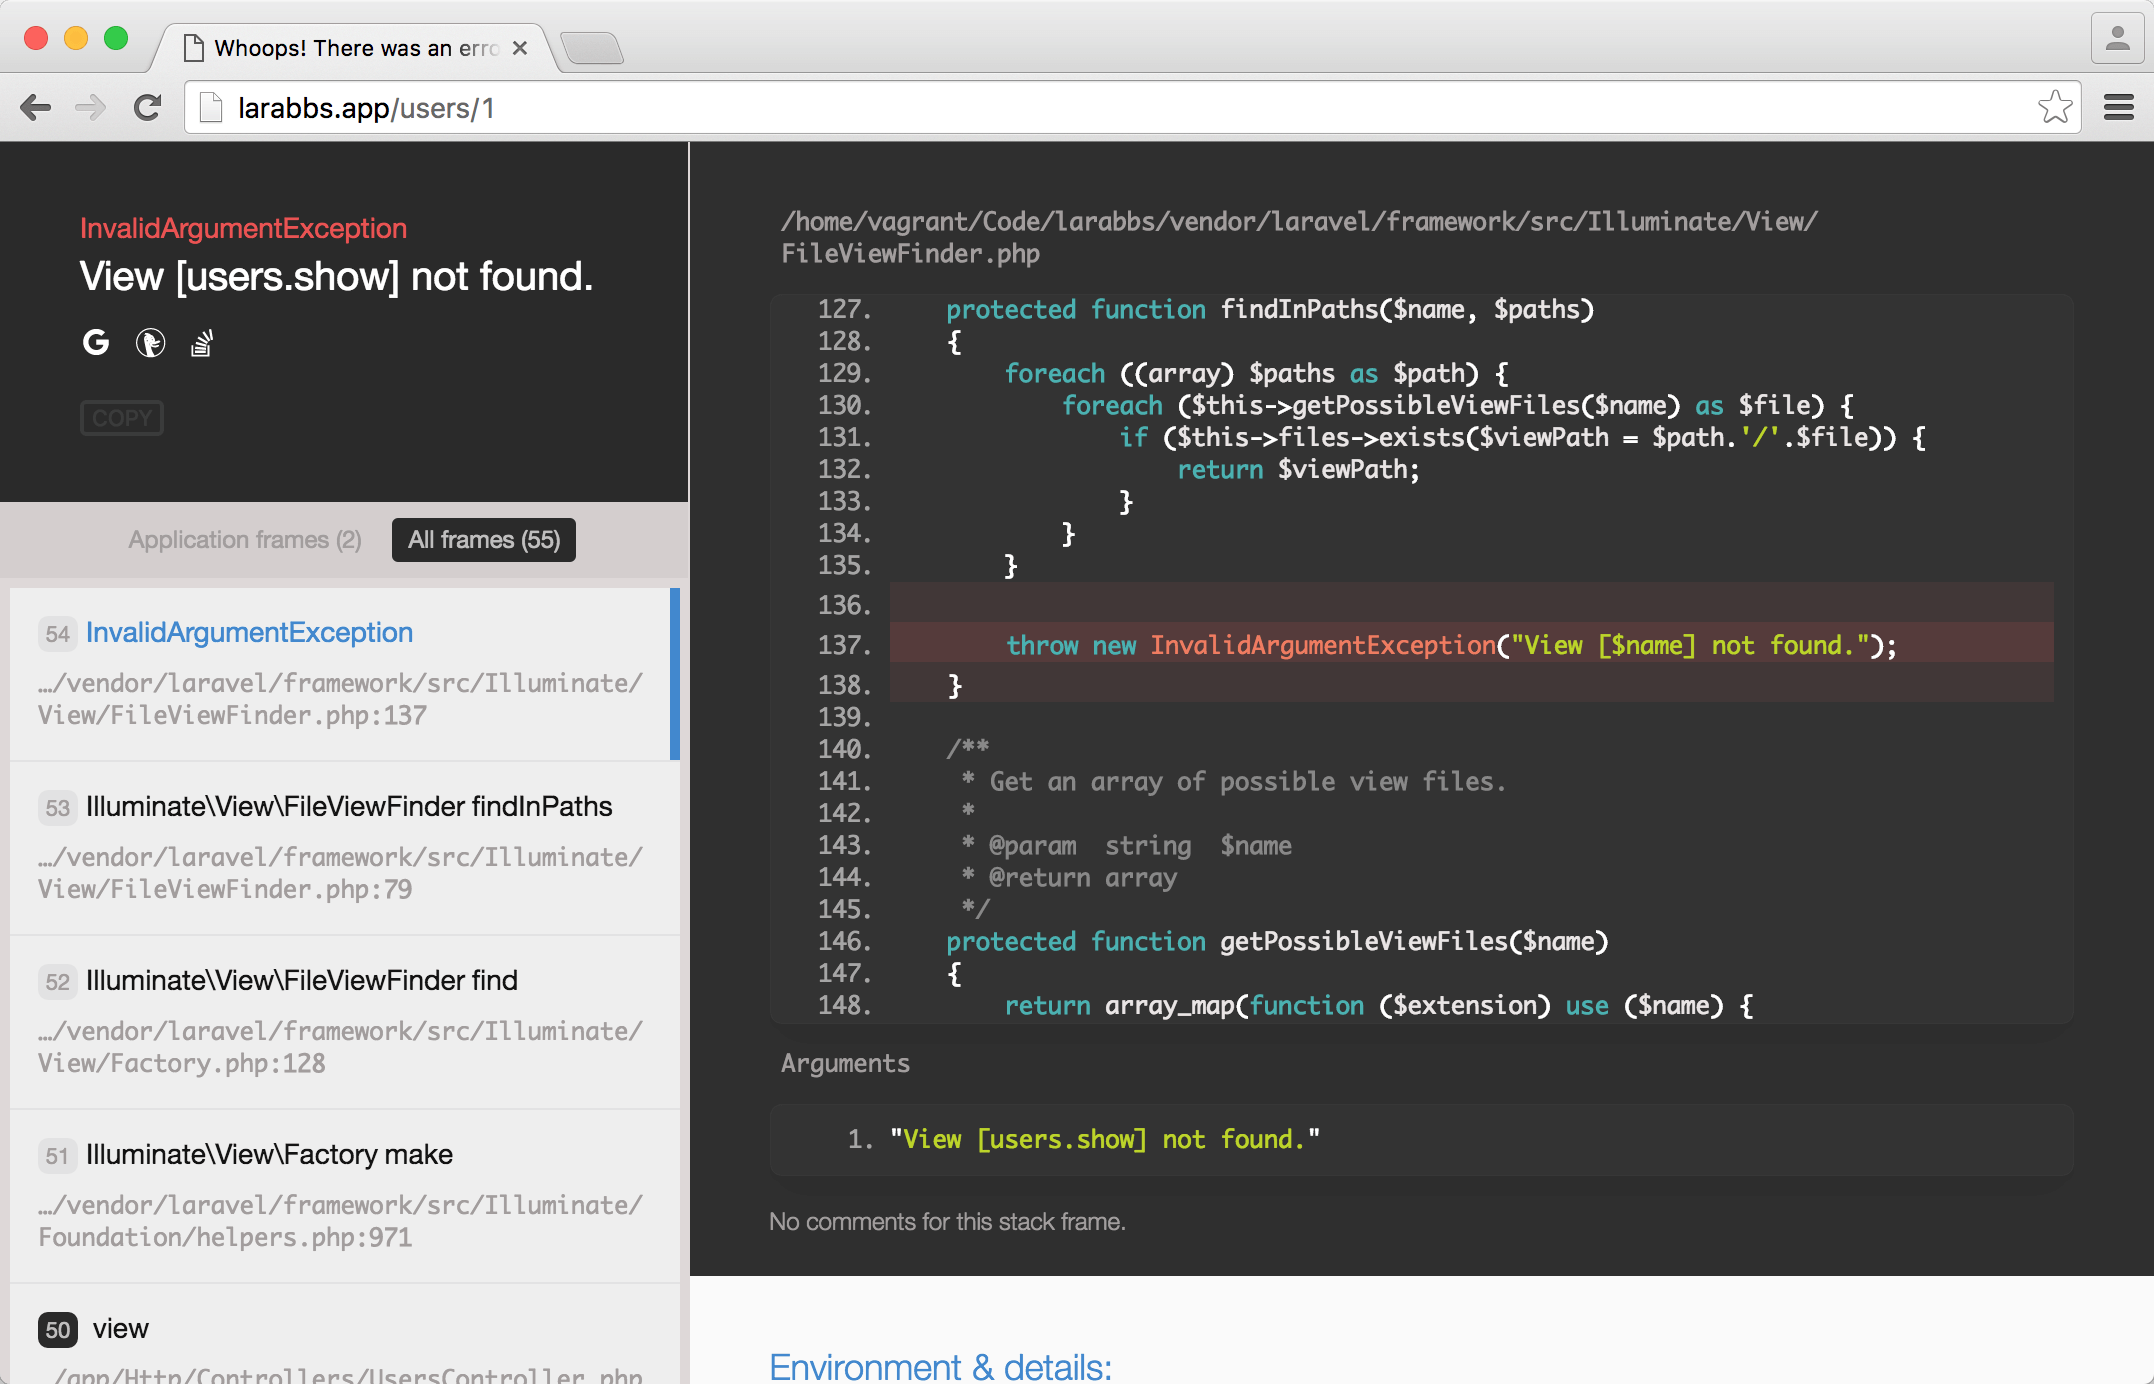 Whoops! There was an erro
larabbs.app/users/1
InvalidArgumentException
View [users.show] not found.
COPY
Application frames (2)
All frames (55)
54 InvalidArgumentException
…/vendor/laravel/framework/src/Illuminate/
View/FileViewFinder.php:137
53 Illuminate\View\FileViewFinder findInPaths
…/vendor/laravel/framework/src/Illuminate/
View/FileViewFinder.php:79
52 Illuminate\View\FileViewFinder find
…/vendor/laravel/framework/src/Illuminate/
View/Factory.php:128
51 Illuminate\View\Factory make
…/vendor/laravel/framework/src/Illuminate/
Foundation/helpers.php:971
50 view
/app/Http/Controllers/UsersController.php
/home/vagrant/Code/larabbs/vendor/laravel/framework/src/Illuminate/View/
FileViewFinder.php
127. protected function findInPaths($name, $paths)
128. {
129. foreach ((array) $paths as $path) {
130. foreach ($this->getPossibleViewFiles($name) as $file) {
131. if ($this->files->exists($viewPath = $path.'/'.$file)) {
132. return $viewPath;
133. }
134. }
135. }
136.
137. throw new InvalidArgumentException("View [$name] not found.");
138. }
139.
140. /**
141. * Get an array of possible view files.
142. *
143. * @param  string  $name
144. * @return array
145. */
146. protected function getPossibleViewFiles($name)
147. {
148. return array_map(function ($extension) use ($name) {
Arguments
1. "View [users.show] not found."
No comments for this stack frame.
Environment & details: